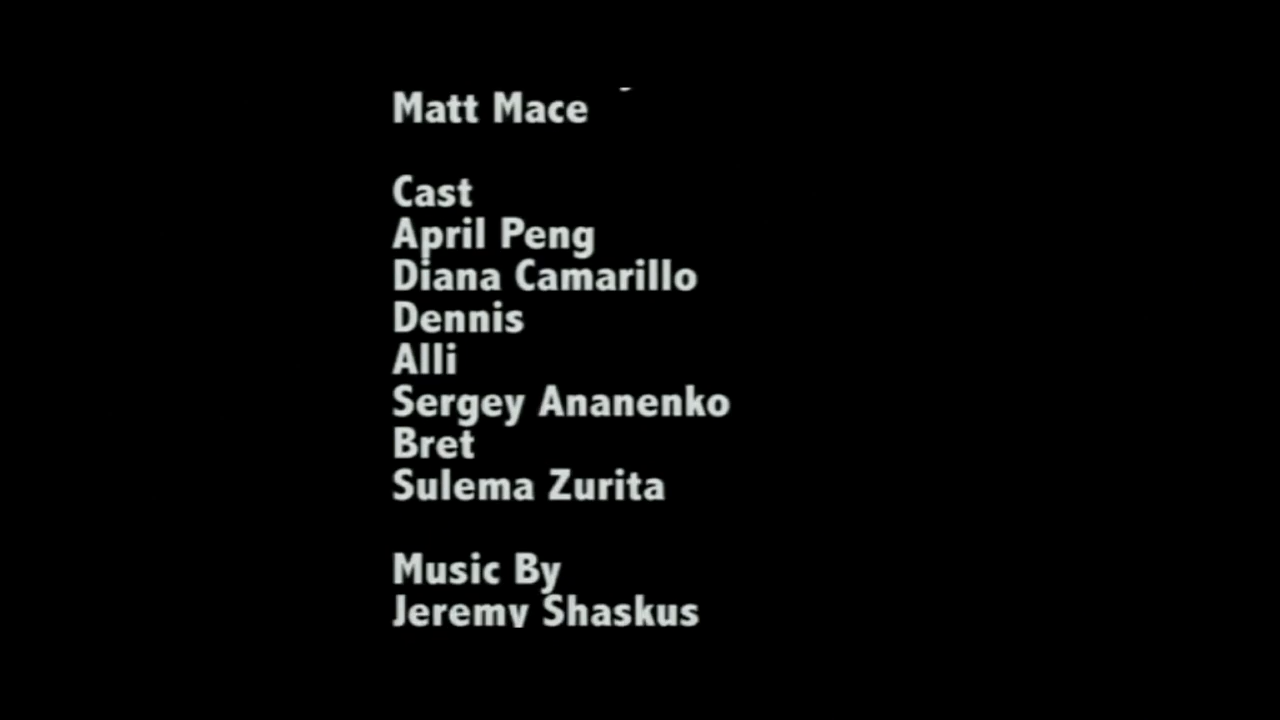 Matt Mace
Cast
April Peng
Diana Camarillo
Dennis
Alli
Sergey Ananenko
Bret
Sulema Zurita
Music By
Jeremy Shaskus